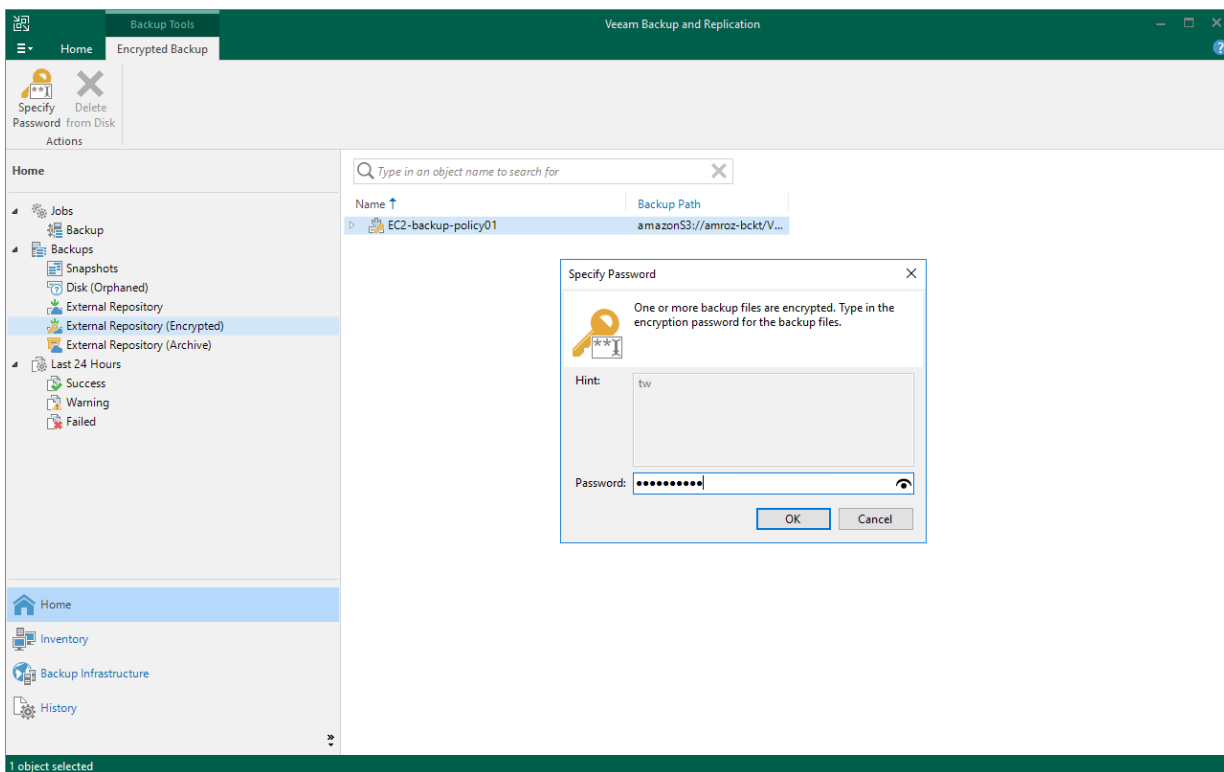 Backup Tools
Veeam Backup and Replication
Home
Encrypted Backup
Specify Password
Delete from Disk
Actions
Home
Type in an object name to search for
Jobs
Backup
Backups
Snapshots
Disk (Orphaned)
External Repository
External Repository (Encrypted)
External Repository (Archive)
Last 24 Hours
Success
Warning
Failed
Name
Backup Path
EC2-backup-policy01
amazonS3://amroz-bckt/V...
Specify Password
One or more backup files are encrypted. Type in the
encryption password for the backup files.
Hint:
tw
Password:
OK
Cancel
Home
Inventory
Backup Infrastructure
History
1 object selected